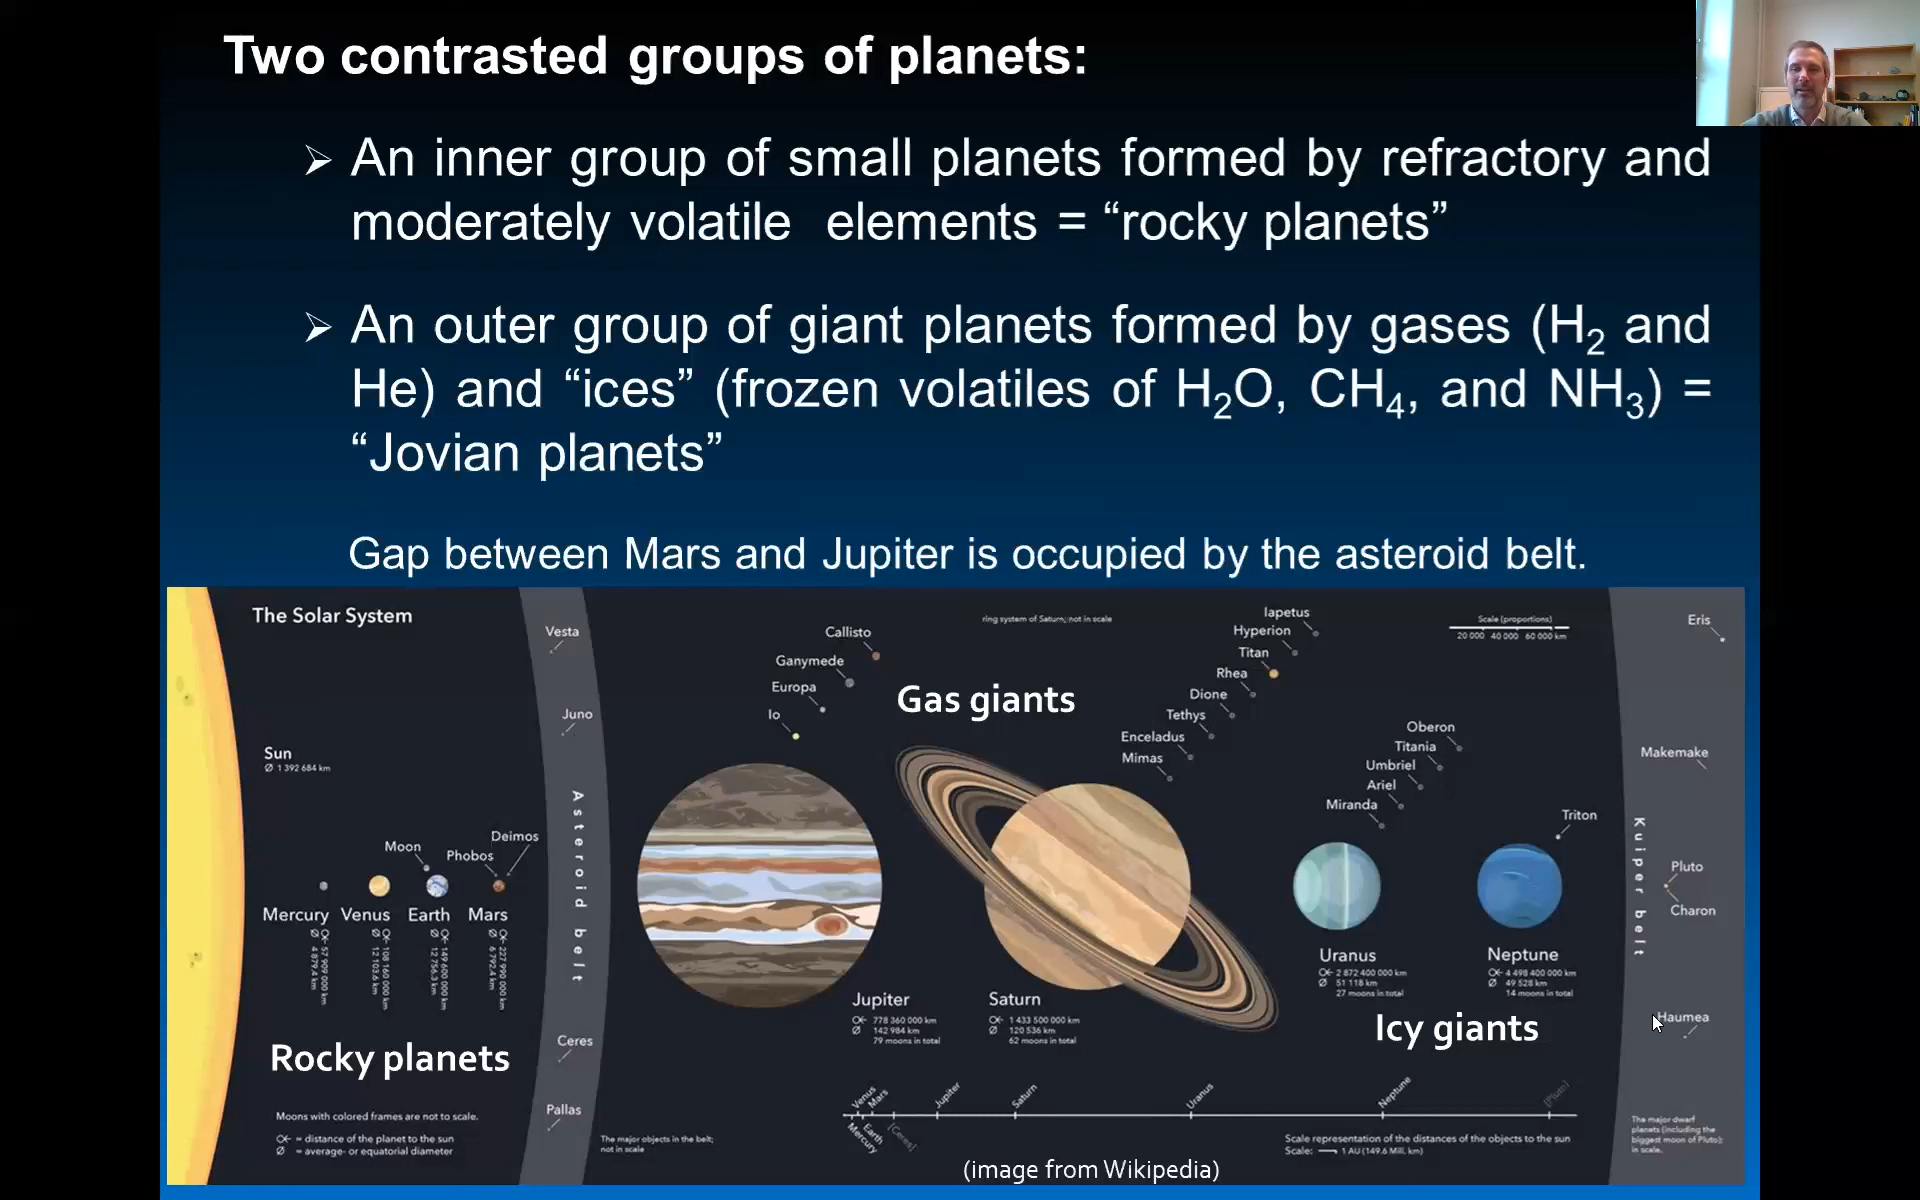 Two contrasted groups of planets:
➢ An inner group of small planets formed by refractory and
moderately volatile elements = “rocky planets”
➢ An outer group of giant planets formed by gases (H₂ and
He) and “ices” (frozen volatiles of H₂O, CH₄, and NH₃) =
“Jovian planets”
Gap between Mars and Jupiter is occupied by the asteroid belt.
The Solar System
Sun
Ø 1 392 684 km
Moon
Phobos
Deimos
Mercury
57 909 000 km
Ø 4 879,4 km
Venus
108 160 000 km
Ø 12 103,6 km
Earth
149 600 000 km
Ø 12 756,3 km
Mars
227 990 000 km
Ø 6 792,4 km
Rocky planets
Moons with colored frames are not to scale.
= distance of the planet to the sun
Ø = average- or equatorial diameter
Vesta
Juno
Asteroid belt
Ceres
Pallas
The major objects in the belt;
not in scale
Callisto
Ganymede
Europa
Io
Gas giants
ring system of Saturn; not in scale
Jupiter
778 360 000 km
Ø 142 984 km
79 moons in total
Iapetus
Hyperion
Titan
Rhea
Dione
Tethys
Enceladus
Mimas
Saturn
1 433 500 000 km
Ø 120 536 km
62 moons in total
Scale (proportions)
20 000 40 000 60 000 km
Oberon
Titania
Umbriel
Ariel
Miranda
Uranus
2 872 400 000 km
Ø 51 118 km
27 moons in total
Triton
Neptune
4 498 400 000 km
Ø 49 528 km
14 moons in total
Icy giants
Kuiper belt
Eris
Makemake
Pluto
Charon
Haumea
The major dwarf
planets (including the
biggest moon of Pluto);
in scale.
Mercury
Venus
Earth
Mars
[Ceres]
Jupiter
Saturn
Uranus
Neptune
[Pluto]
Scale representation of the distances of the objects to the sun
Scale: 1 AU (149.6 Mill. km)
(image from Wikipedia)